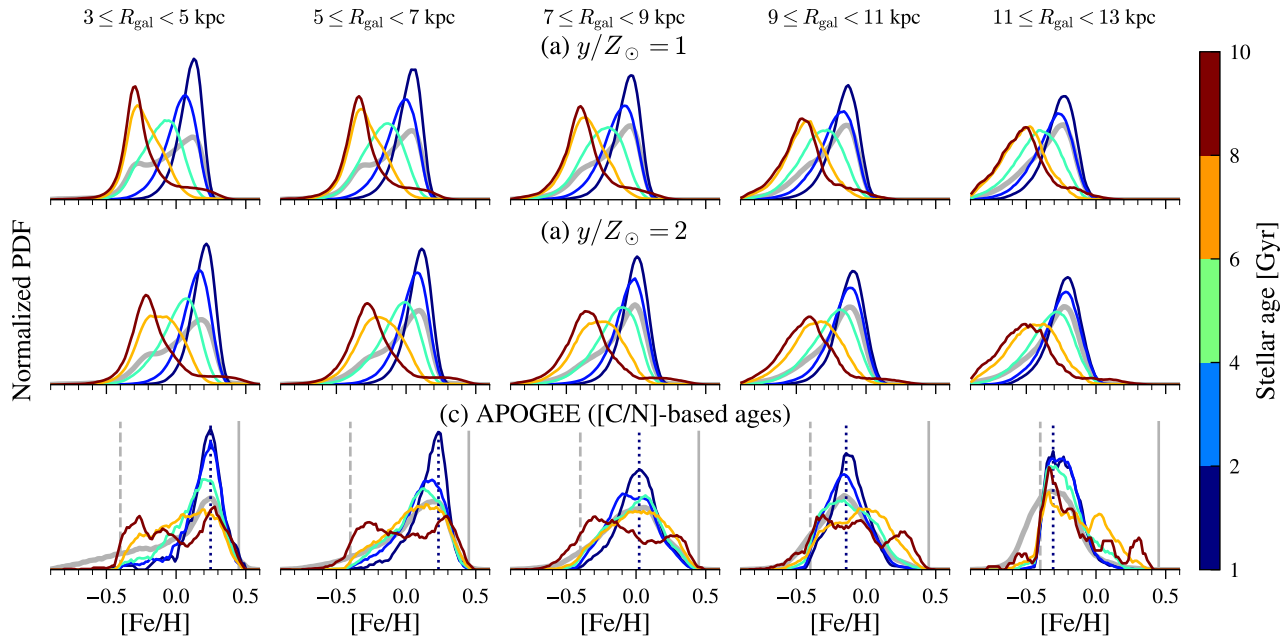 3 ≤ R_gal < 5 kpc 5 ≤ R_gal < 7 kpc 7 ≤ R_gal < 9 kpc 9 ≤ R_gal < 11 kpc 11 ≤ R_gal < 13 kpc
(a) y/Z_⊙ = 1
(a) y/Z_⊙ = 2
(c) APOGEE ([C/N]-based ages)
Normalized PDF
−0.5 0.0 0.5 −0.5 0.0 0.5 −0.5 0.0 0.5 −0.5 0.0 0.5 −0.5 0.0 0.5
[Fe/H] [Fe/H] [Fe/H] [Fe/H] [Fe/H]
10
8
6
4
2
1
Stellar age [Gyr]